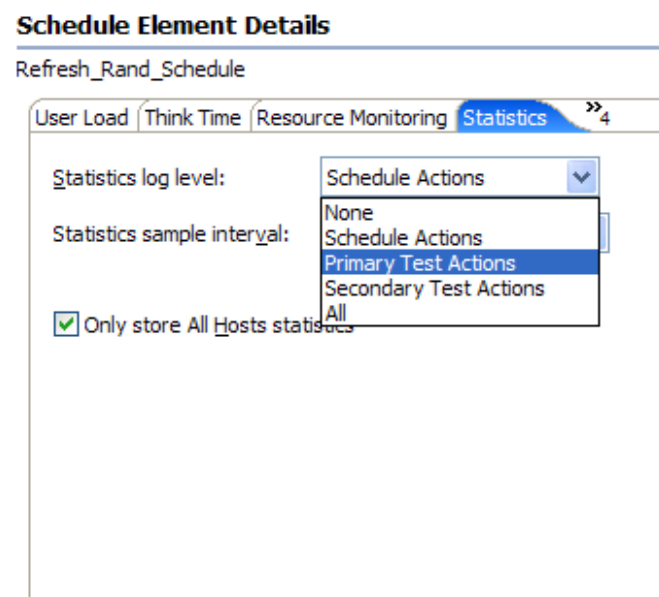 Schedule Element Details
Refresh_Rand_Schedule
User Load Think Time Resource Monitoring Statistics »4
Statistics log level: Schedule Actions
None
Statistics sample interval: Schedule Actions
Primary Test Actions
Secondary Test Actions
All
Only store All Hosts statistics